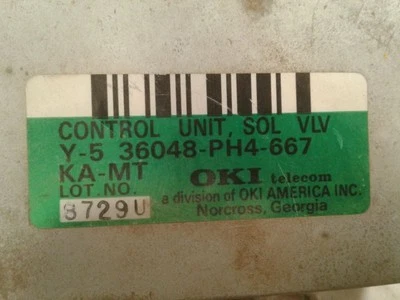 CONTROL UNIT, SOL VLV
Y-5 36048-PH4-667
KA-MT OKI telecom
LOT. NO. a division of OKI AMERICA INC.
8729U Norcross, Georgia